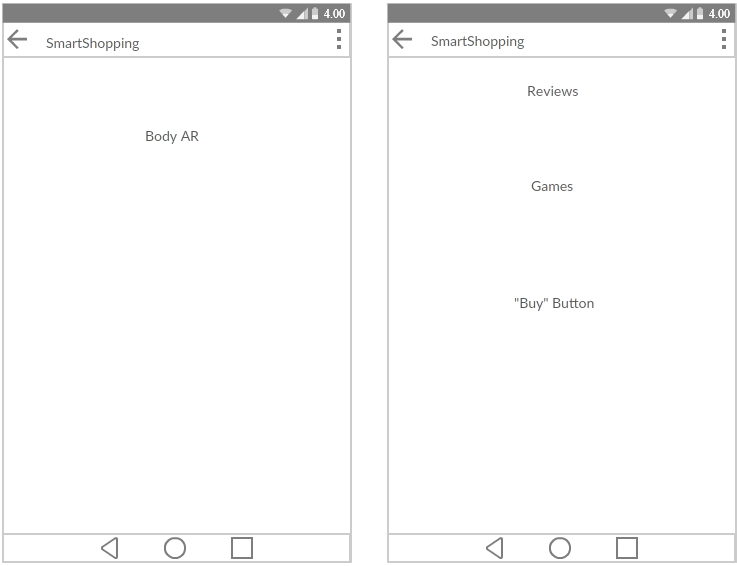 4.00
SmartShopping
Body AR
4.00
SmartShopping
Reviews
Games
"Buy" Button